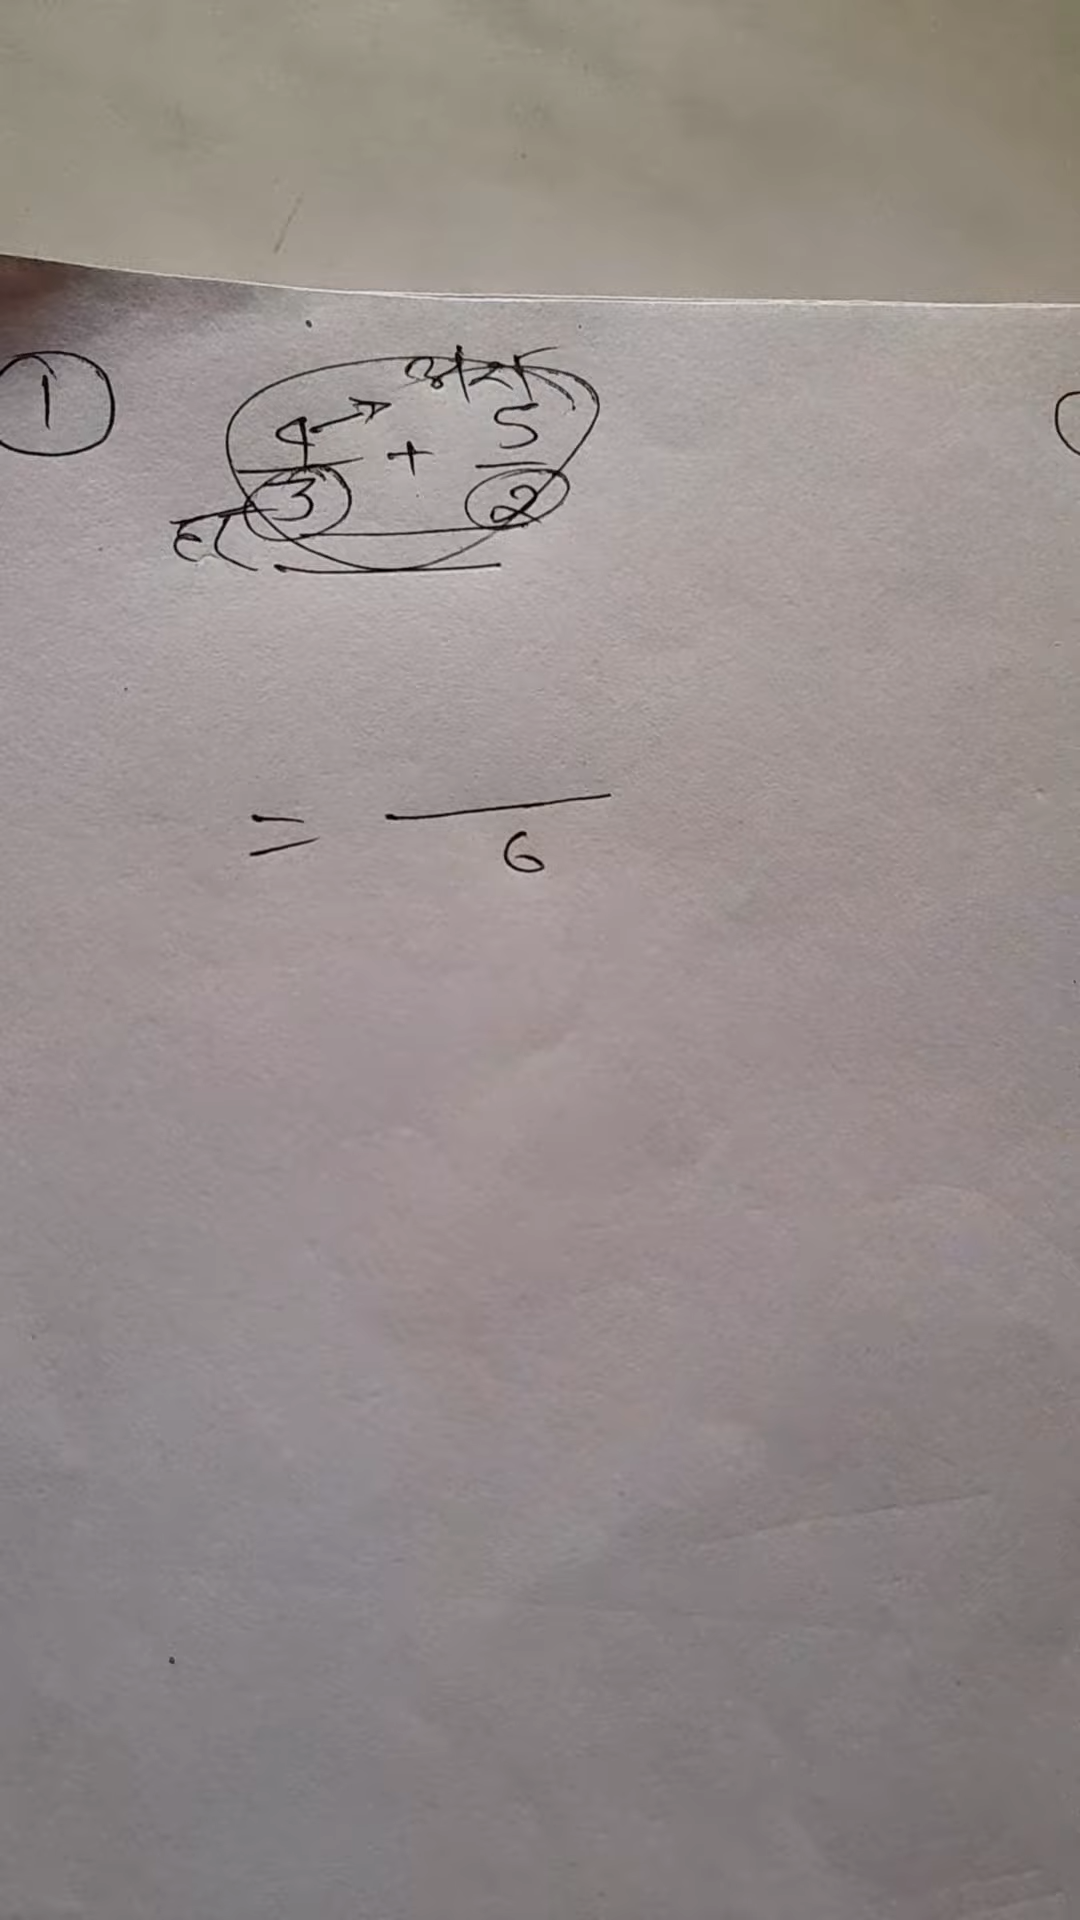 ① 4/3 → अंश + 5/2
हर
= ―/6